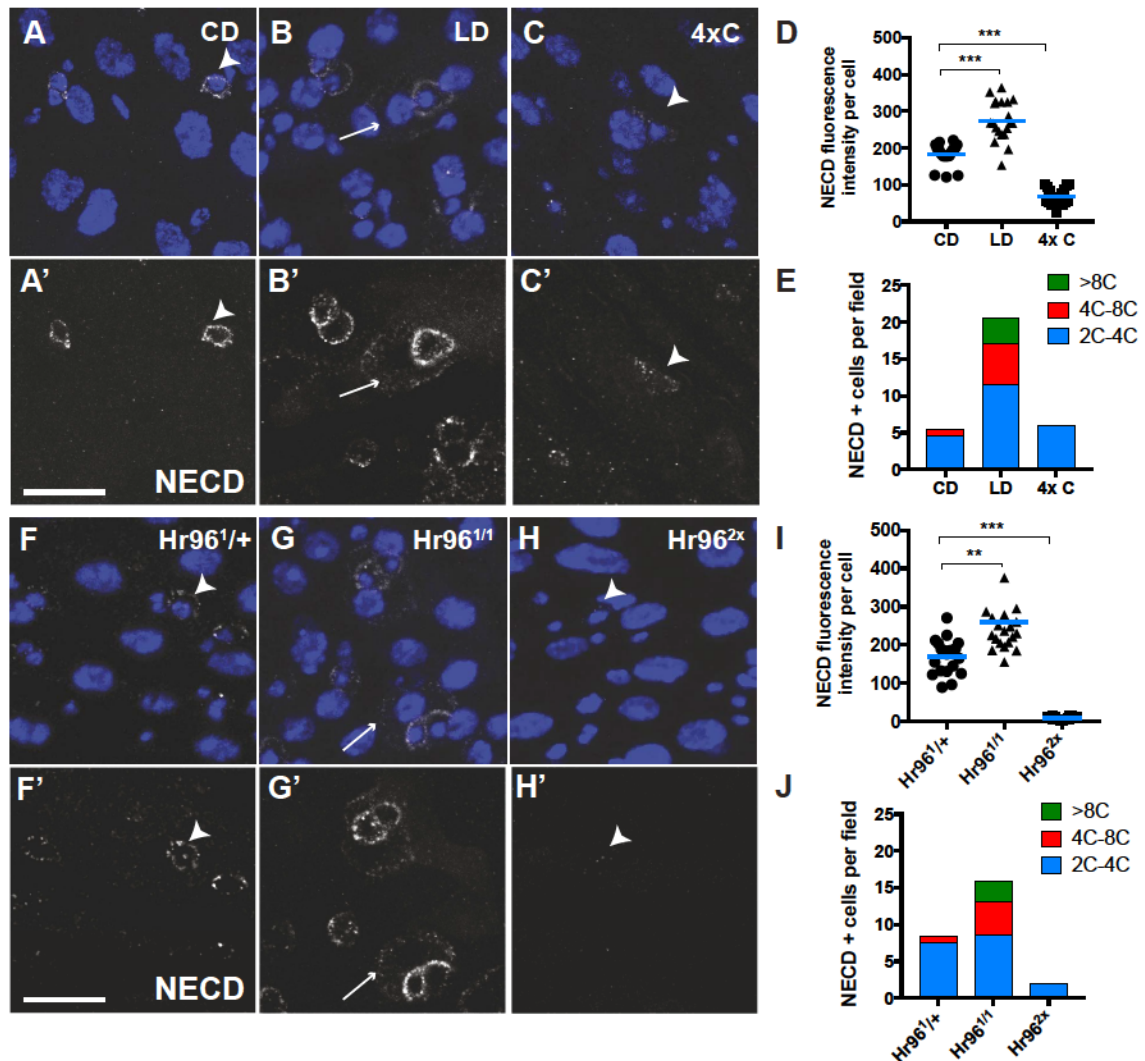 A CD B LD C 4xC
A' NECD B' C'
D
NECD fluorescence
intensity per cell
500
400
300
200
100
0
***
***
CD LD 4x C
E
NECD + cells per field
25
20
15
10
5
0
>8C
4C-8C
2C-4C
CD LD 4x C
F Hr96¹/+ G Hr96¹/¹ H Hr96²ˣ
F' NECD G' H'
I
NECD fluorescence
intensity per cell
500
400
300
200
100
0
***
**
Hr96¹/+ Hr96¹/¹ Hr96²ˣ
J
NECD + cells per field
25
20
15
10
5
0
>8C
4C-8C
2C-4C
Hr96¹/+ Hr96¹/¹ Hr96²ˣ